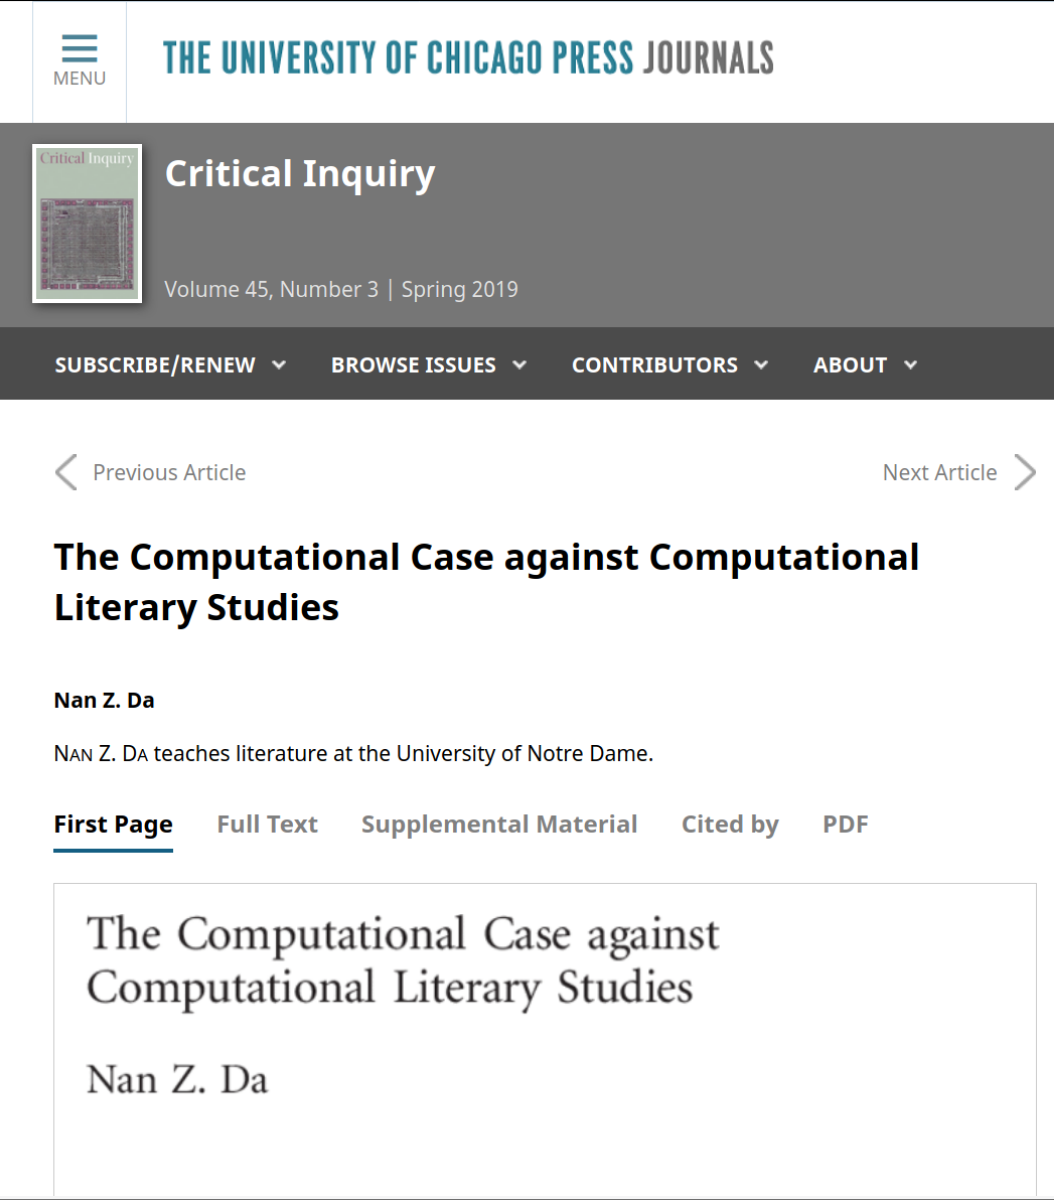 MENU
THE UNIVERSITY OF CHICAGO PRESS JOURNALS
Critical Inquiry
Critical Inquiry
Volume 45, Number 3 | Spring 2019
SUBSCRIBE/RENEW
BROWSE ISSUES
CONTRIBUTORS
ABOUT
Previous Article
Next Article
The Computational Case against Computational
Literary Studies
Nan Z. Da
Nan Z. Da teaches literature at the University of Notre Dame.
First Page
Full Text
Supplemental Material
Cited by
PDF
The Computational Case against
Computational Literary Studies
Nan Z. Da